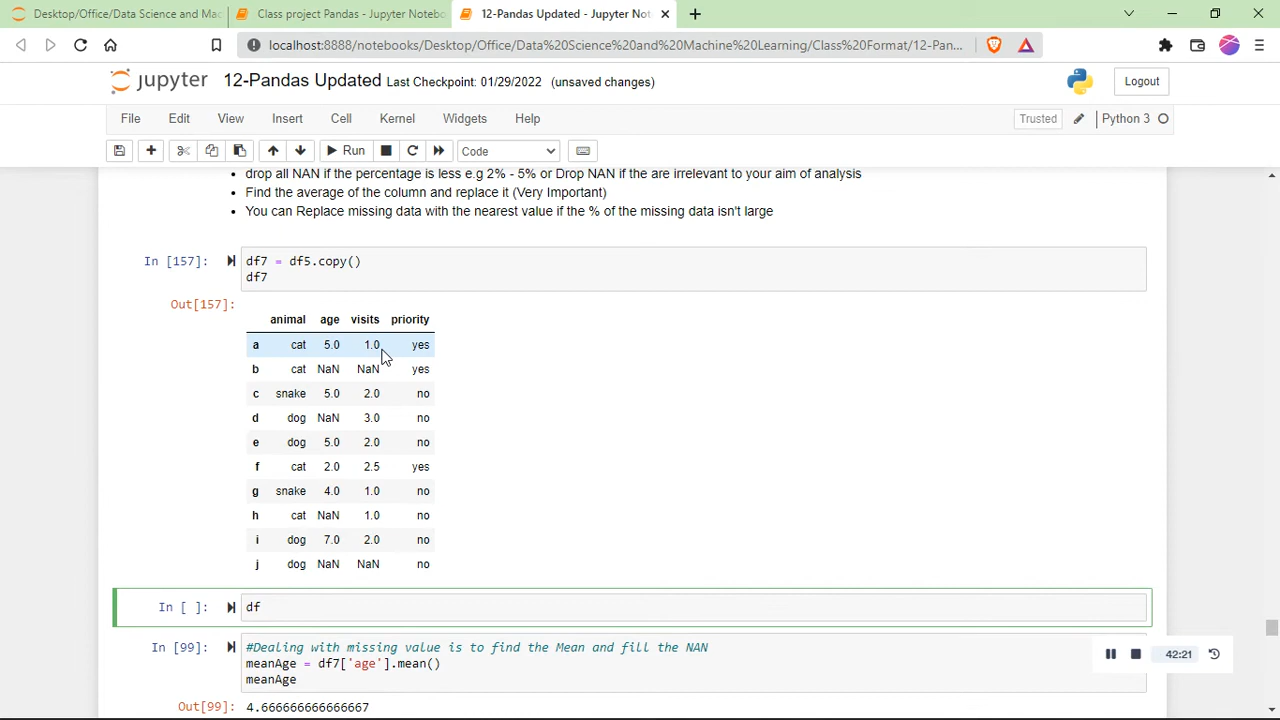 Desktop/Office/Data Science and Mac
Class project Pandas - Jupyter Notebo
12-Pandas Updated - Jupyter Not
localhost:8888/notebooks/Desktop/Office/Data%20Science%20and%20Machine%20Learning/Class%20Format/12-Pan...
jupyter 12-Pandas Updated Last Checkpoint: 01/29/2022 (unsaved changes)
Logout
File Edit View Insert Cell Kernel Widgets Help
Trusted Python 3
Run Code
drop all NAN if the percentage is less e.g 2% - 5% or Drop NAN if the are irrelevant to your aim of analysis
Find the average of the column and replace it (Very Important)
You can Replace missing data with the nearest value if the % of the missing data isn't large
In [157]: df7 = df5.copy()
df7
Out[157]:
animal age visits priority
a cat 5.0 1.0 yes
b cat NaN NaN yes
c snake 5.0 2.0 no
d dog NaN 3.0 no
e dog 5.0 2.0 no
f cat 2.0 2.5 yes
g snake 4.0 1.0 no
h cat NaN 1.0 no
i dog 7.0 2.0 no
j dog NaN NaN no
In [ ]: df
In [99]: #Dealing with missing value is to find the Mean and fill the NAN
meanAge = df7['age'].mean()
meanAge
42:21
Out[99]: 4.666666666666667